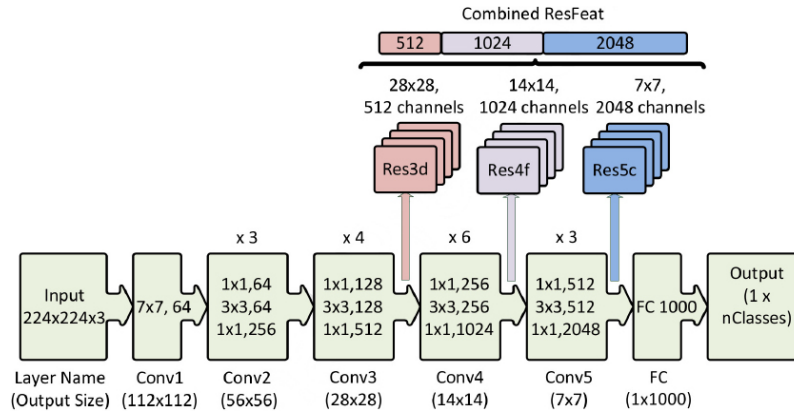 Combined ResFeat
512 1024 2048
28x28,
512 channels
14x14,
1024 channels
7x7,
2048 channels
Res3d
Res4f
Res5c
x 3
x 4
x 6
x 3
Input
224x224x3
7x7, 64
1x1,64
3x3,64
1x1,256
1x1,128
3x3,128
1x1,512
1x1,256
3x3,256
1x1,1024
1x1,512
3x3,512
1x1,2048
FC 1000
Output
(1 x
nClasses)
Layer Name
(Output Size)
Conv1
(112x112)
Conv2
(56x56)
Conv3
(28x28)
Conv4
(14x14)
Conv5
(7x7)
FC
(1x1000)